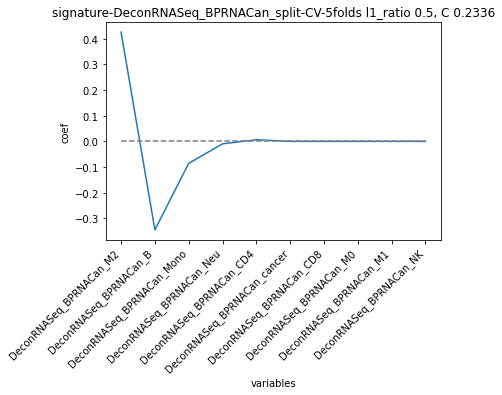 signature-DeconRNASeq_BPRNACan_split-CV-5folds l1_ratio 0.5, C 0.2336
0.4
0.3
0.2
0.1
0.0
−0.1
−0.2
−0.3
coef
DeconRNASeq_BPRNACan_M2
DeconRNASeq_BPRNACan_B
DeconRNASeq_BPRNACan_Mono
DeconRNASeq_BPRNACan_Neu
DeconRNASeq_BPRNACan_CD4
DeconRNASeq_BPRNACan_cancer
DeconRNASeq_BPRNACan_CD8
DeconRNASeq_BPRNACan_M0
DeconRNASeq_BPRNACan_M1
DeconRNASeq_BPRNACan_NK
variables